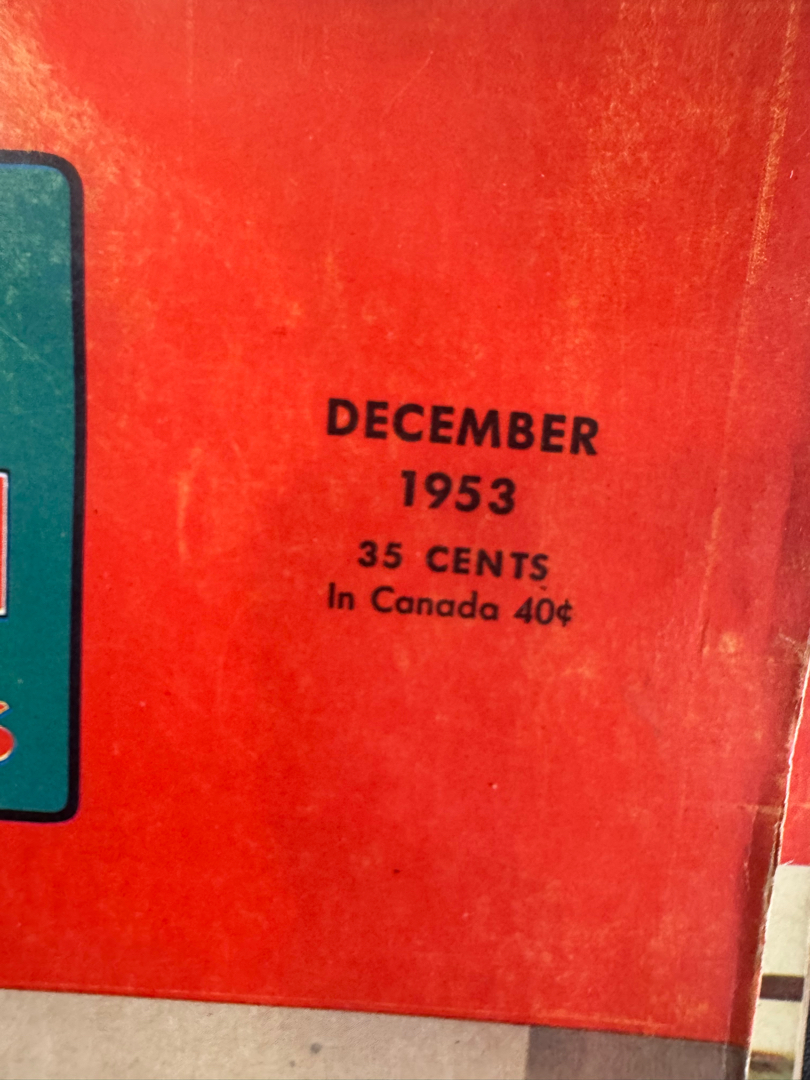 DECEMBER
1953
35 CENTS
In Canada 40¢